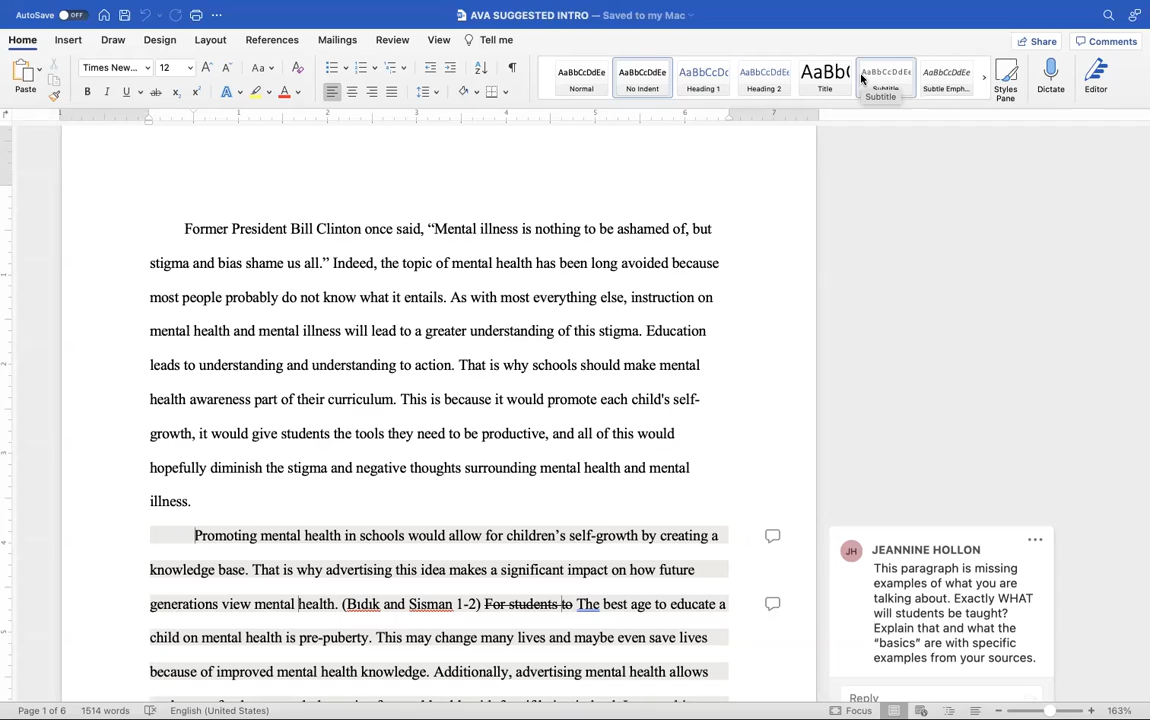 AutoSave OFF
AVA SUGGESTED INTRO — Saved to my Mac
Home Insert Draw Design Layout References Mailings Review View Tell me
Share Comments
Paste
Times New... 12
B I U ab x x A A
Aa
AaBbCcDdEe Normal
AaBbCcDdEe No Indent
AaBbCcDc Heading 1
AaBbCcDdEe Heading 2
AaBb( Title
AaBbCcDdEe Subtitle
AaBbCcDdEe Subtle Emph...
Subtitle
Styles Pane
Dictate
Editor
1 1 2 3 4 5 6 7
Former President Bill Clinton once said, “Mental illness is nothing to be ashamed of, but
stigma and bias shame us all.” Indeed, the topic of mental health has been long avoided because
most people probably do not know what it entails. As with most everything else, instruction on
mental health and mental illness will lead to a greater understanding of this stigma. Education
leads to understanding and understanding to action. That is why schools should make mental
health awareness part of their curriculum. This is because it would promote each child's self-
growth, it would give students the tools they need to be productive, and all of this would
hopefully diminish the stigma and negative thoughts surrounding mental health and mental
illness.
Promoting mental health in schools would allow for children’s self-growth by creating a
knowledge base. That is why advertising this idea makes a significant impact on how future
generations view mental health. (Bıdık and Sisman 1-2) For students to The best age to educate a
child on mental health is pre-puberty. This may change many lives and maybe even save lives
because of improved mental health knowledge. Additionally, advertising mental health allows
JH JEANNINE HOLLON
This paragraph is missing
examples of what you are
talking about. Exactly WHAT
will students be taught?
Explain that and what the
“basics” are with specific
examples from your sources.
Reply
Page 1 of 6 1514 words English (United States) Focus 163%